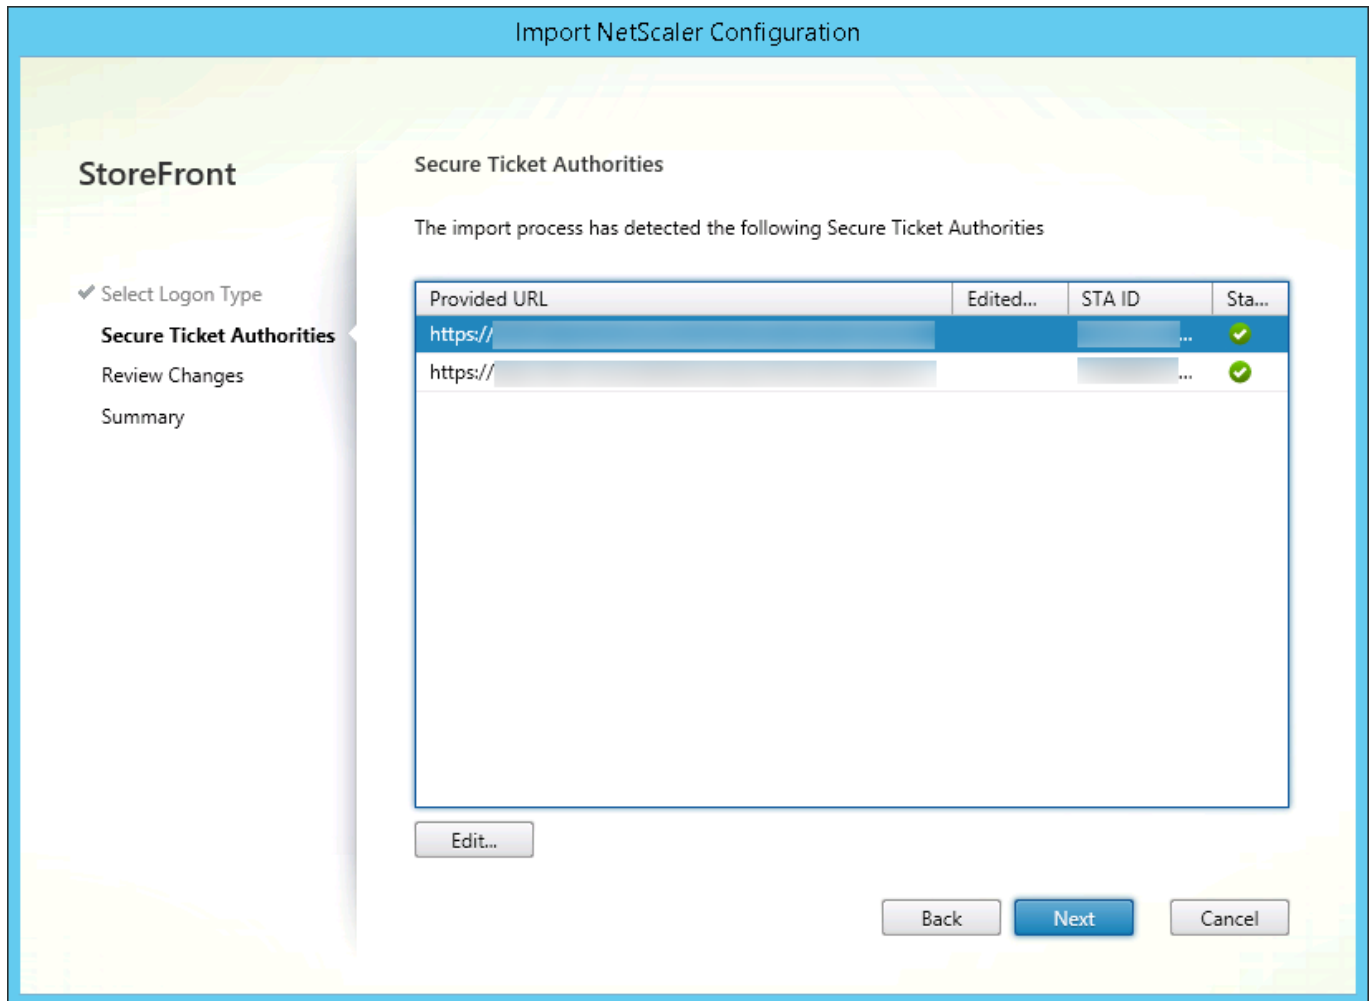 Import NetScaler Configuration
StoreFront
Select Logon Type
Secure Ticket Authorities
Review Changes
Summary
Secure Ticket Authorities
The import process has detected the following Secure Ticket Authorities
Provided URL Edited... STA ID Sta...
https:// ...
https:// ...
Edit...
Back Next Cancel